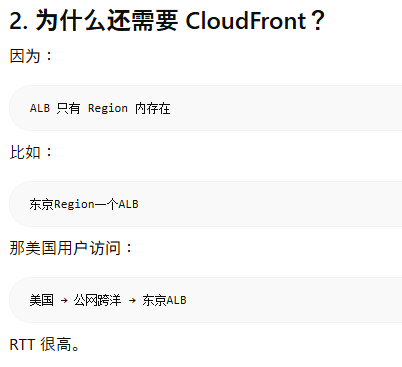 2. 为什么还需要 CloudFront？
因为：
ALB 只有 Region 内存在
比如：
东京Region一个ALB
那美国用户访问：
美国 → 公网跨洋 → 东京ALB
RTT 很高。